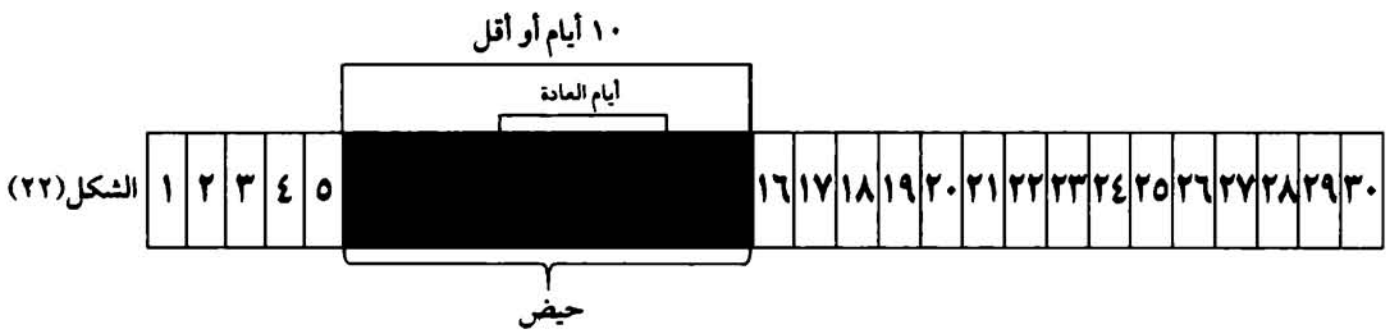 ١٠ أيام أو أقل
أيام العادة
الشكل (٢٢) ١ ٢ ٣ ٤ ٥ ١٦ ١٧ ١٨ ١٩ ٢٠ ٢١ ٢٢ ٢٣ ٢٤ ٢٥ ٢٦ ٢٧ ٢٨ ٢٩ ٣٠
حيض